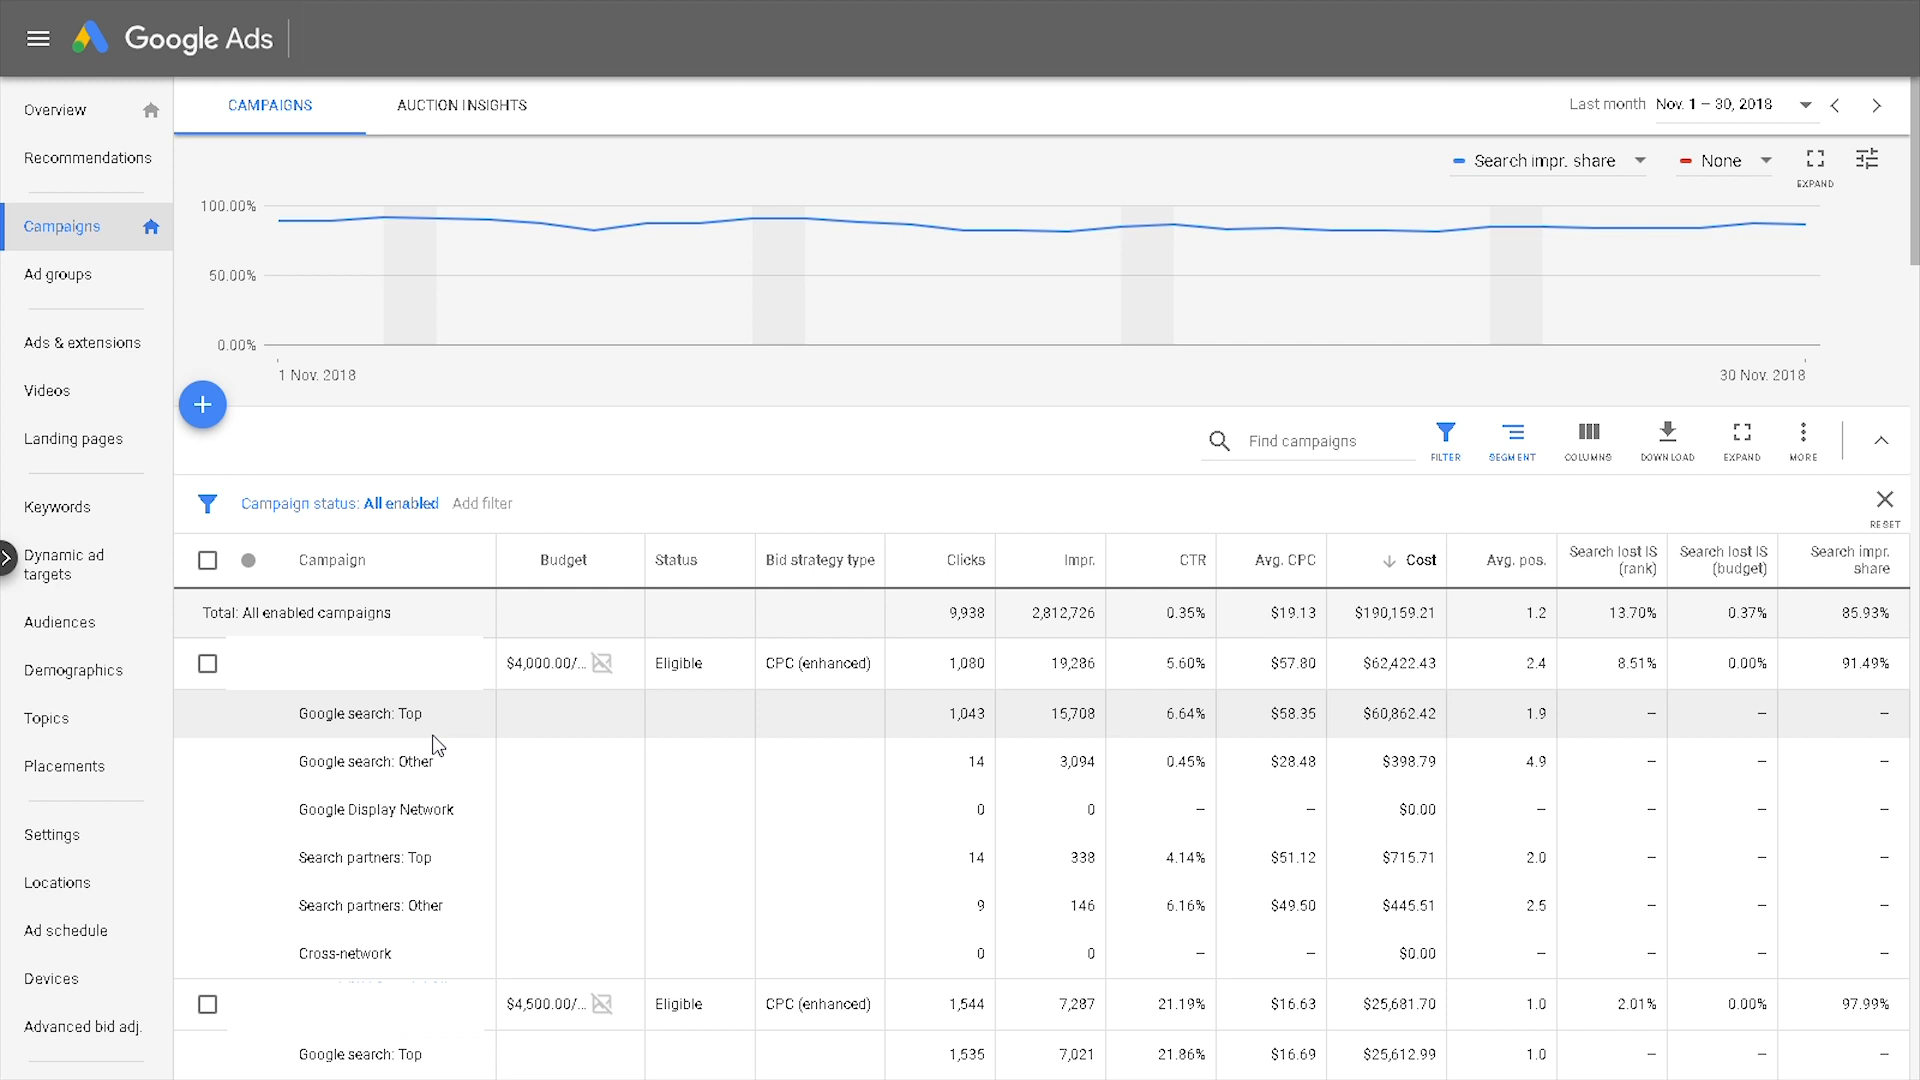 Google Ads
Overview
Recommendations
Campaigns
Ad groups
Ads & extensions
Videos
Landing pages
Keywords
Dynamic ad
targets
Audiences
Demographics
Topics
Placements
Settings
Locations
Ad schedule
Devices
Advanced bid adj.
CAMPAIGNS AUCTION INSIGHTS Last month Nov. 1 – 30, 2018
Search impr. share None EXPAND
100.00%
50.00%
0.00%
1 Nov. 2018 30 Nov. 2018
Find campaigns FILTER SEGMENT COLUMNS DOWNLOAD EXPAND MORE
Campaign status: All enabled Add filter RESET
Campaign Budget Status Bid strategy type Clicks Impr. CTR Avg. CPC Cost Avg. pos. Search lost IS (rank) Search lost IS (budget) Search impr. share
Total: All enabled campaigns 9,938 2,812,726 0.35% $19.13 $190,159.21 1.2 13.70% 0.37% 85.93%
$4,000.00/... Eligible CPC (enhanced) 1,080 19,286 5.60% $57.80 $62,422.43 2.4 8.51% 0.00% 91.49%
Google search: Top 1,043 15,708 6.64% $58.35 $60,862.42 1.9 – – –
Google search: Other 14 3,094 0.45% $28.48 $398.79 4.9 – – –
Google Display Network 0 0 – – $0.00 – – – –
Search partners: Top 14 338 4.14% $51.12 $715.71 2.0 – – –
Search partners: Other 9 146 6.16% $49.50 $445.51 2.5 – – –
Cross-network 0 0 – – $0.00 – – – –
$4,500.00/... Eligible CPC (enhanced) 1,544 7,287 21.19% $16.63 $25,681.70 1.0 2.01% 0.00% 97.99%
Google search: Top 1,535 7,021 21.86% $16.69 $25,612.99 1.0 – – –